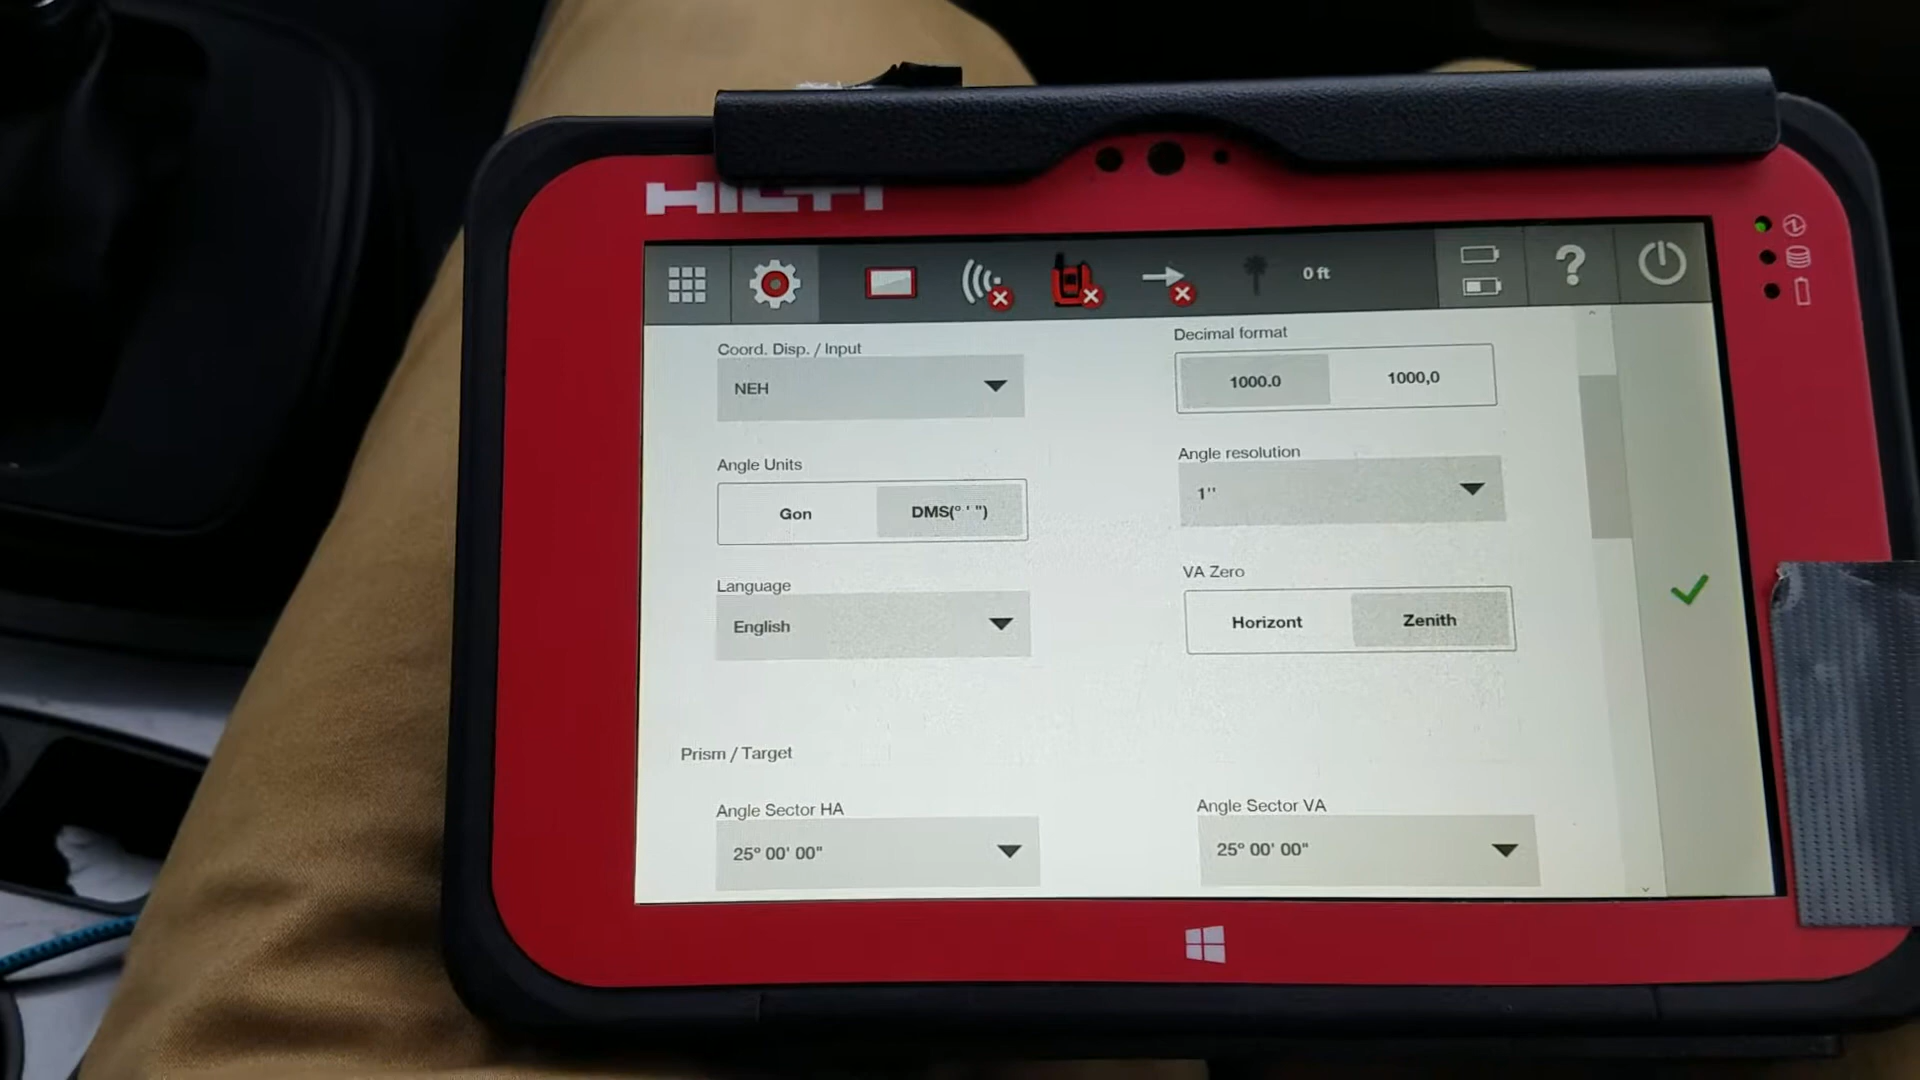 HILTI
? 0 ft
Coord. Disp. / Input
NEH
Decimal format
1000.0 1000,0
Angle Units
Gon DMS(° ' ")
Angle resolution
1''
Language
English
VA Zero
Horizont Zenith
Prism / Target
Angle Sector HA
25° 00' 00"
Angle Sector VA
25° 00' 00"